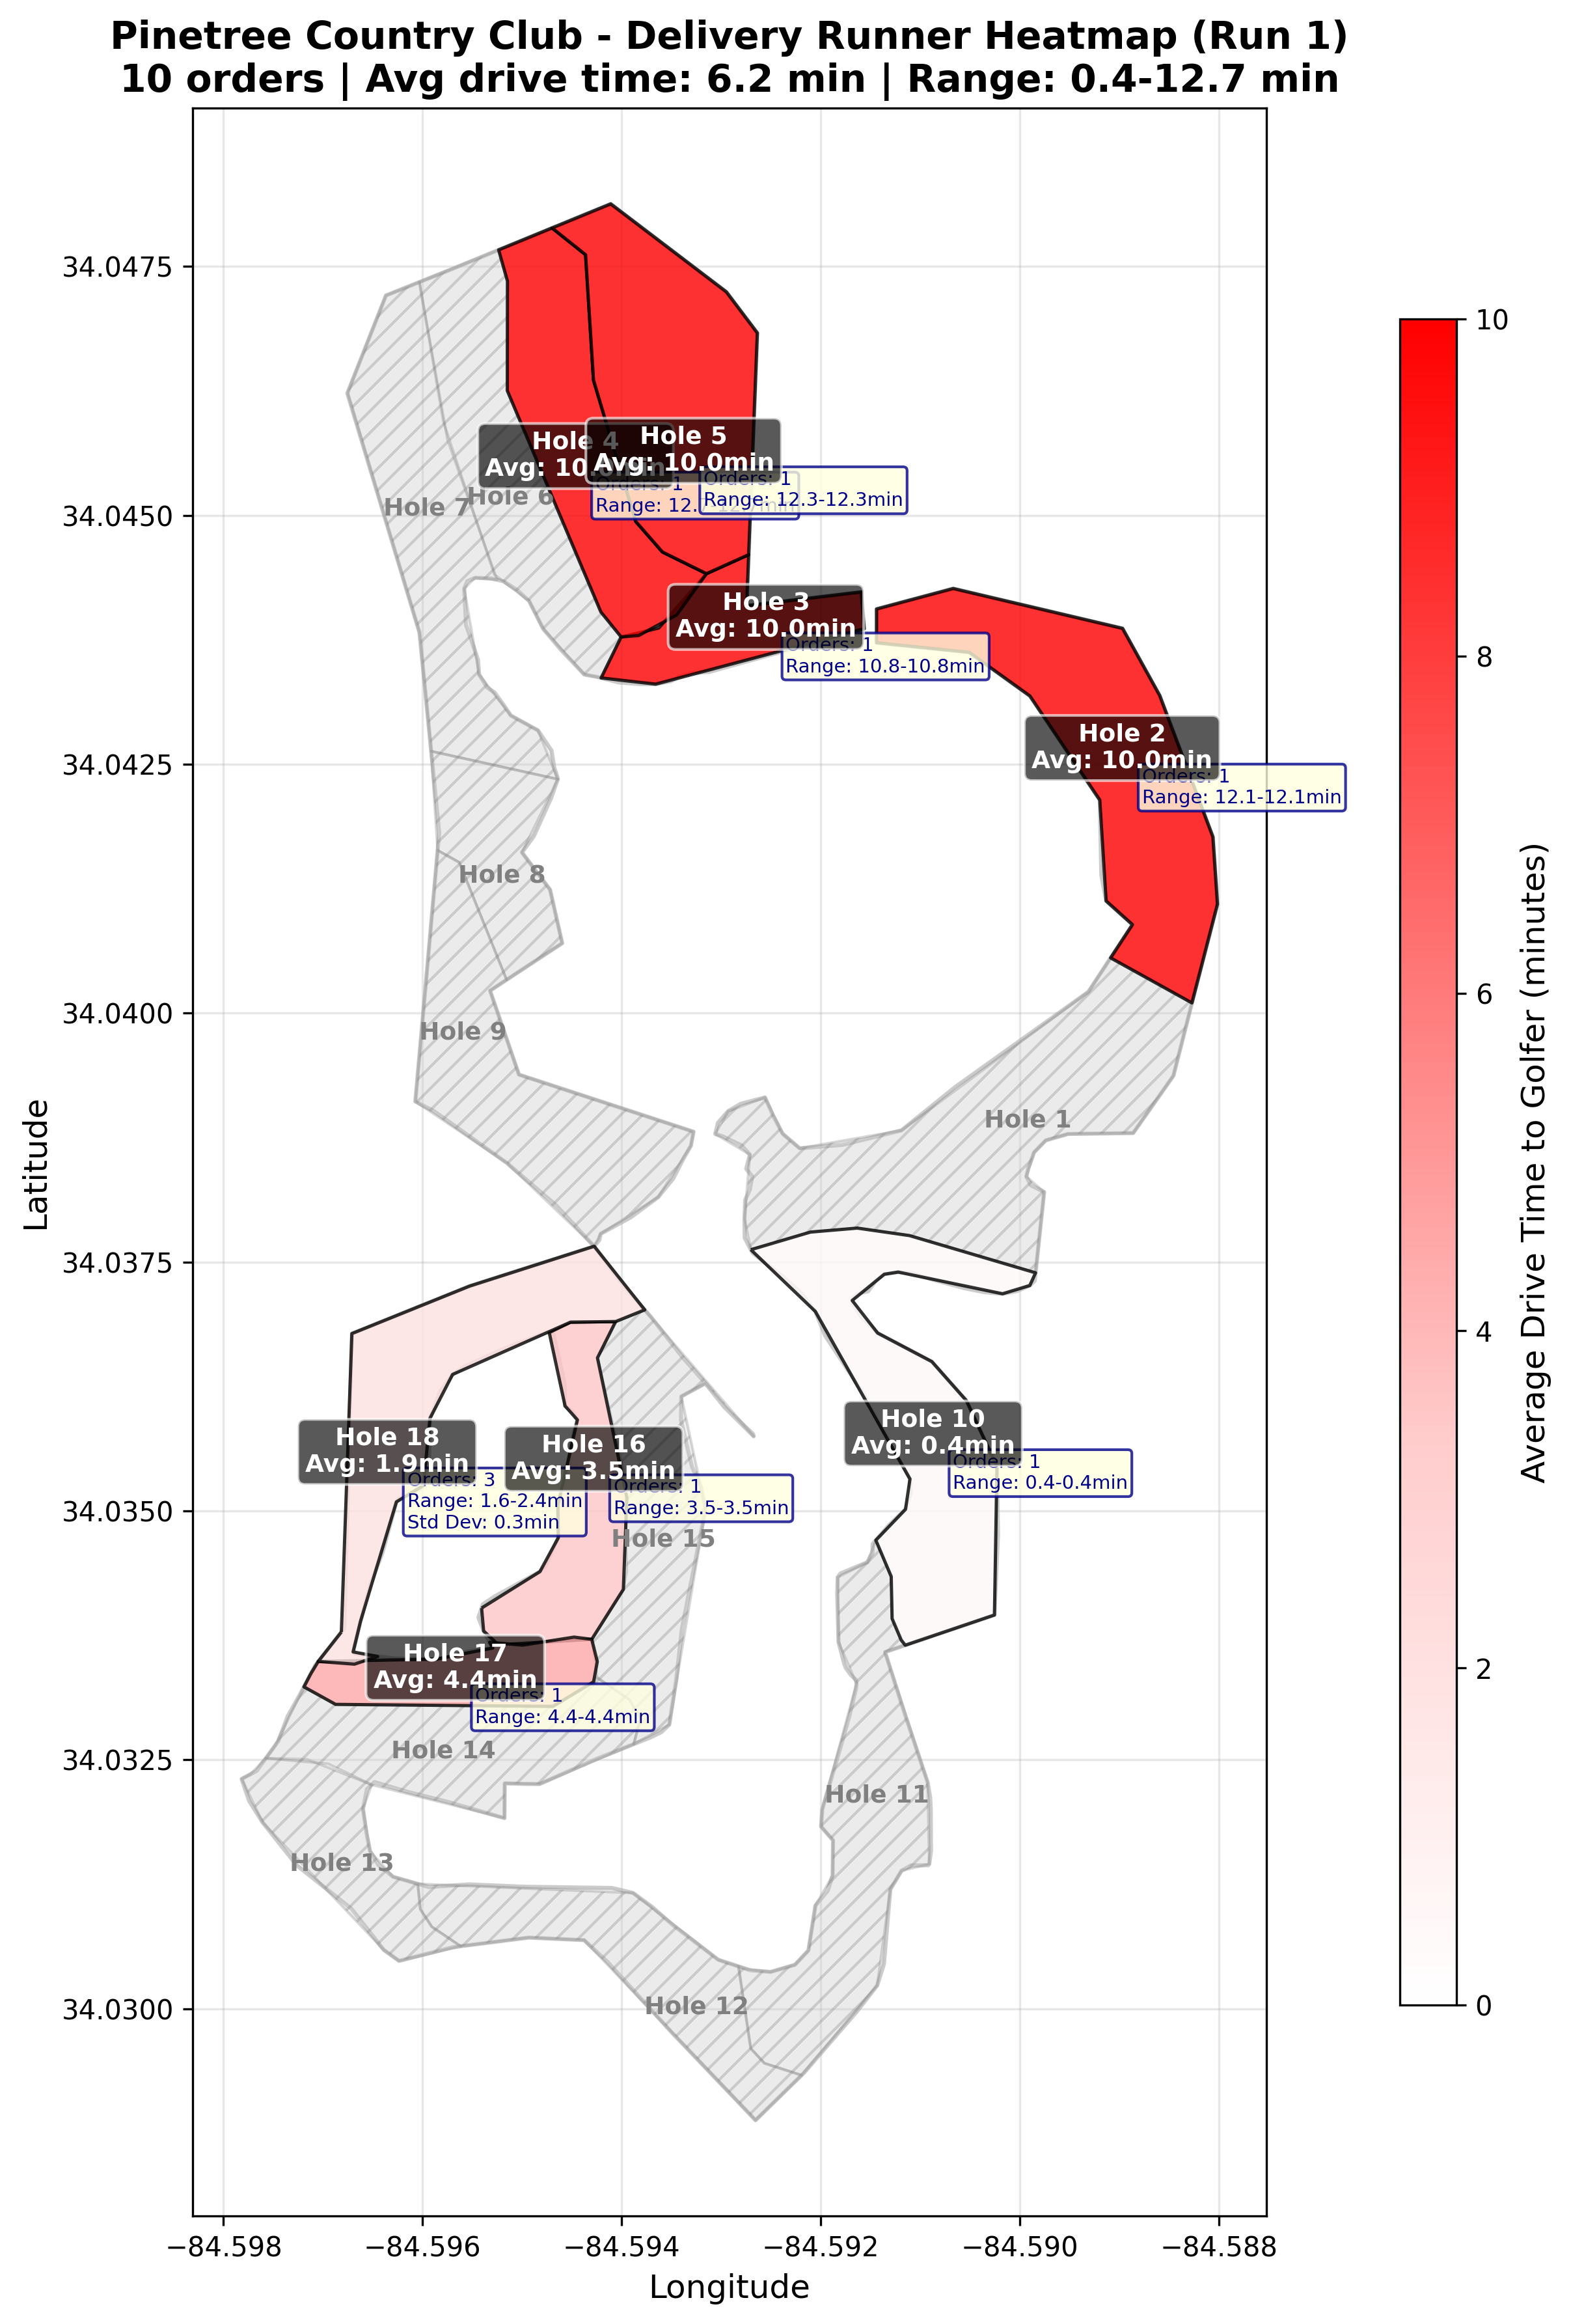 Pinetree Country Club - Delivery Runner Heatmap (Run 1)
10 orders | Avg drive time: 6.2 min | Range: 0.4-12.7 min
Latitude
34.0475
34.0450
34.0425
34.0400
34.0375
34.0350
34.0325
34.0300
Hole 4
Avg: 10.0min
Orders: 1
Range: 12.
Hole 5
Avg: 10.0min
Orders: 1
Range: 12.3-12.3min
Hole 7
Hole 6
Hole 3
Avg: 10.0min
Orders: 1
Range: 10.8-10.8min
Hole 2
Avg: 10.0min
Orders: 1
Range: 12.1-12.1min
Hole 8
Hole 9
Hole 1
Hole 18
Avg: 1.9min
Orders: 3
Range: 1.6-2.4min
Std Dev: 0.3min
Hole 16
Avg: 3.5min
Orders: 1
Range: 3.5-3.5min
Hole 10
Avg: 0.4min
Orders: 1
Range: 0.4-0.4min
Hole 15
Hole 17
Avg: 4.4min
Orders: 1
Range: 4.4-4.4min
Hole 14
Hole 11
Hole 13
Hole 12
−84.598
−84.596
−84.594
−84.592
−84.590
−84.588
Longitude
10
8
6
4
2
0
Average Drive Time to Golfer (minutes)